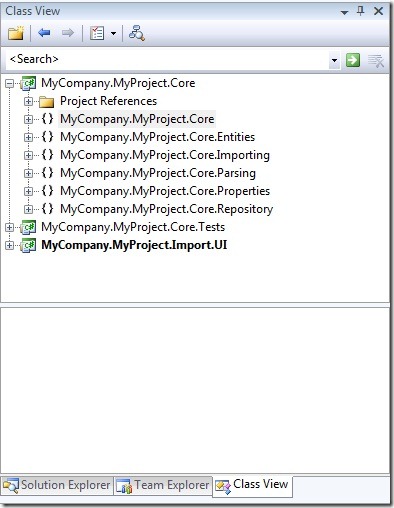 Class View
<Search>
MyCompany.MyProject.Core
Project References
{} MyCompany.MyProject.Core
{} MyCompany.MyProject.Core.Entities
{} MyCompany.MyProject.Core.Importing
{} MyCompany.MyProject.Core.Parsing
{} MyCompany.MyProject.Core.Properties
{} MyCompany.MyProject.Core.Repository
MyCompany.MyProject.Core.Tests
MyCompany.MyProject.Import.UI
Solution Explorer Team Explorer Class View